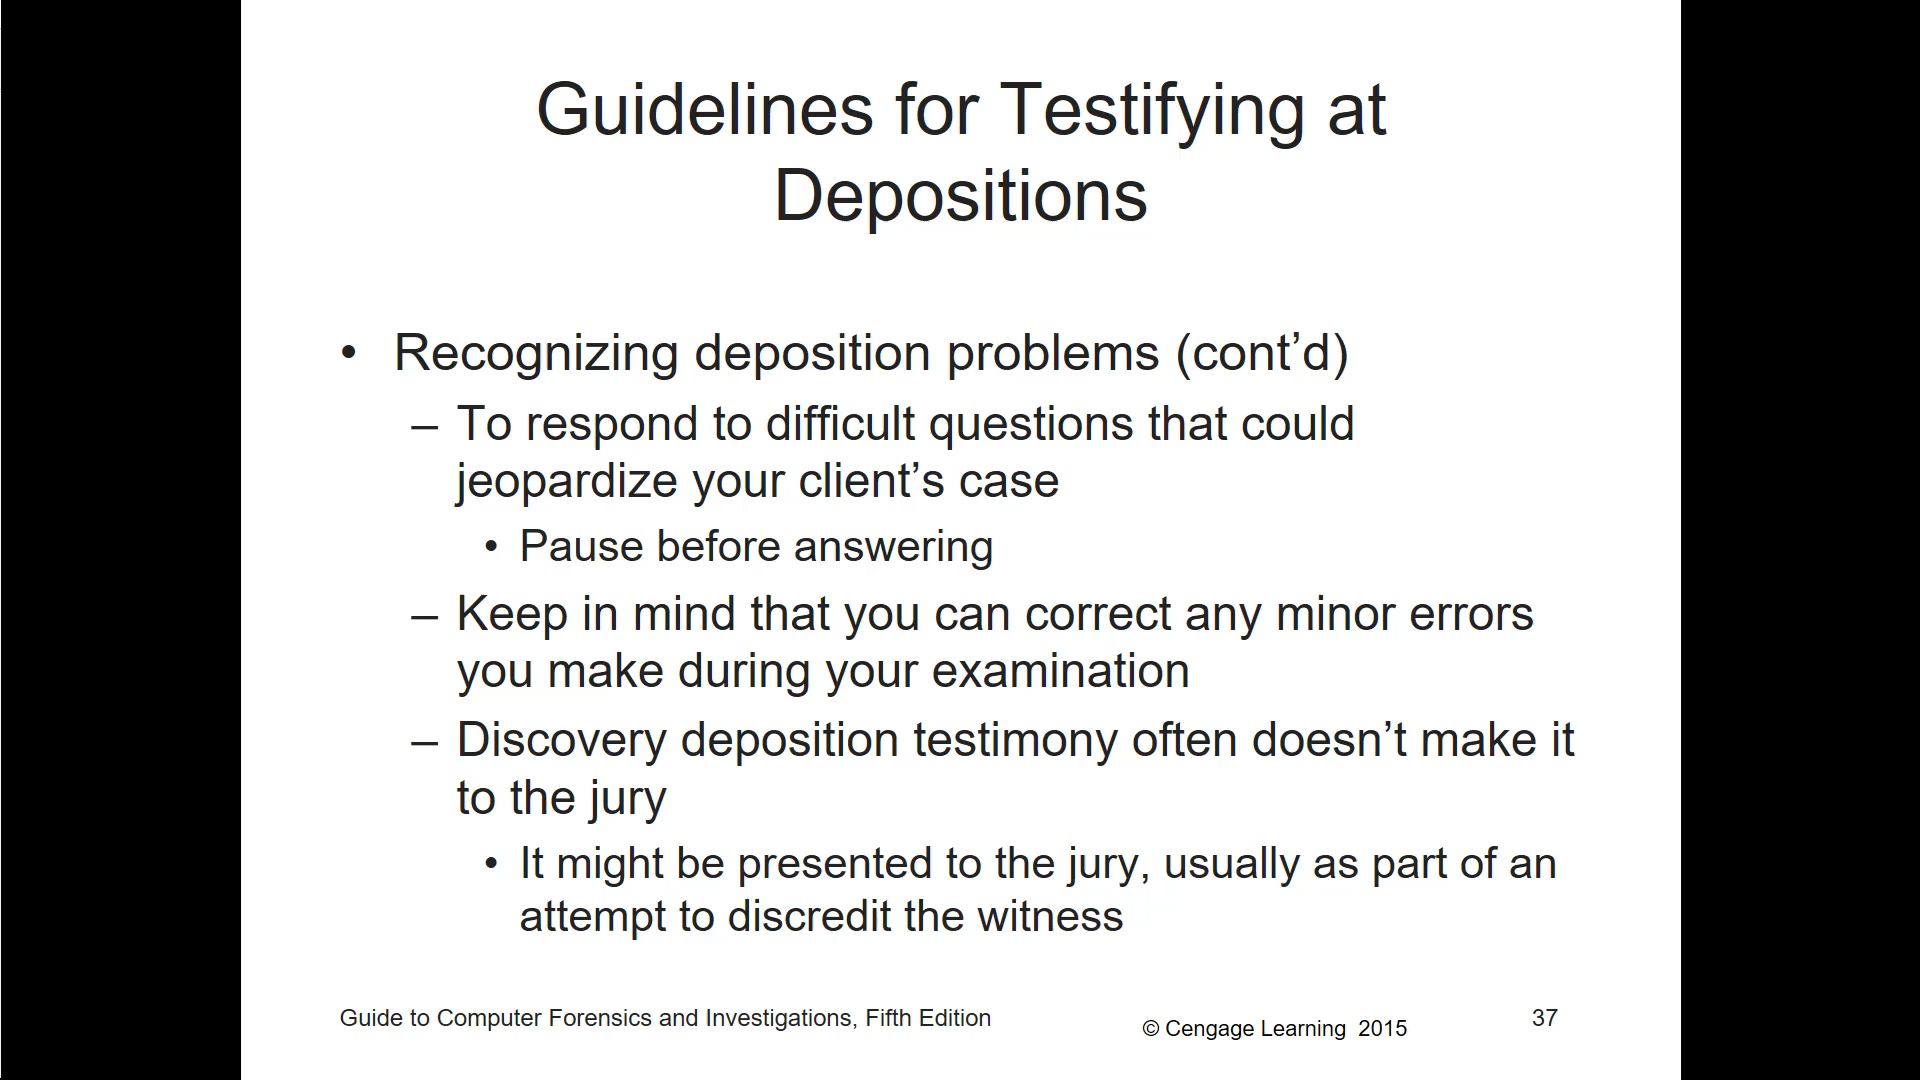 Guidelines for Testifying at
Depositions
• Recognizing deposition problems (cont’d)
– To respond to difficult questions that could
jeopardize your client’s case
• Pause before answering
– Keep in mind that you can correct any minor errors
you make during your examination
– Discovery deposition testimony often doesn’t make it
to the jury
• It might be presented to the jury, usually as part of an
attempt to discredit the witness
Guide to Computer Forensics and Investigations, Fifth Edition
© Cengage Learning 2015
37